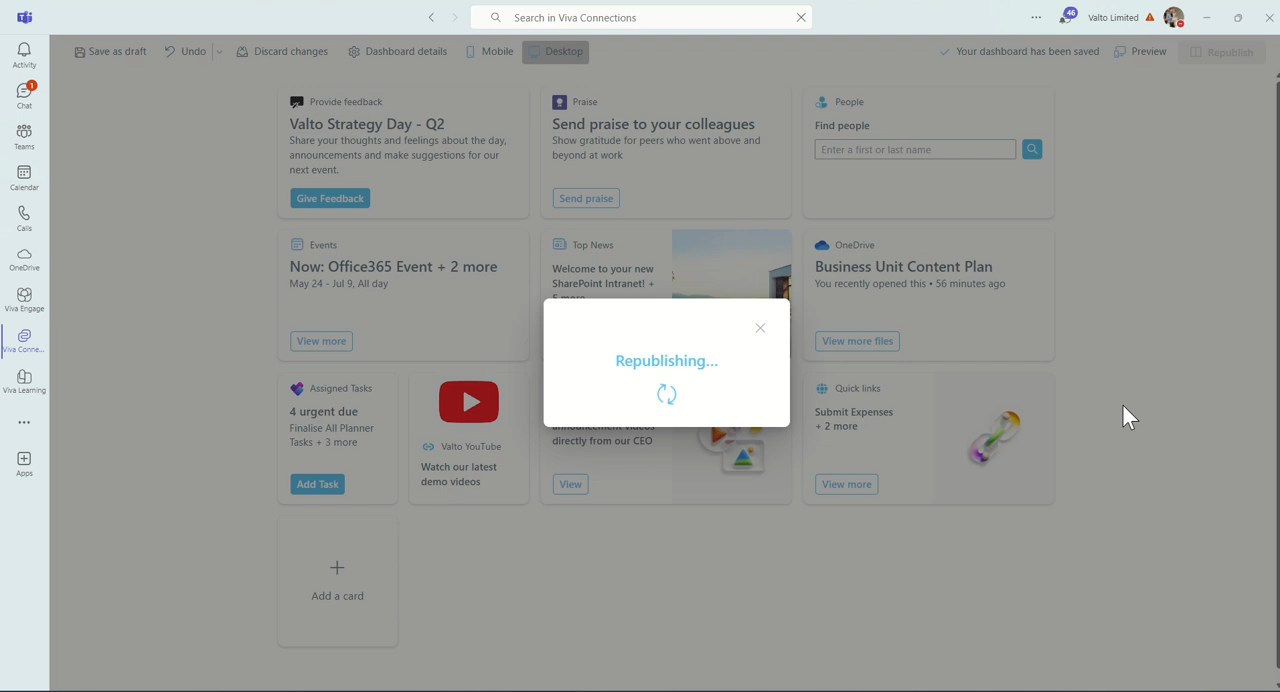 Search in Viva Connections
46
Valto Limited
Activity
1
Chat
Teams
Calendar
Calls
OneDrive
Viva Engage
Viva Conne...
Viva Learning
Apps
Save as draft
Undo
Discard changes
Dashboard details
Mobile
Desktop
Your dashboard has been saved
Preview
Republish
Provide feedback
Valto Strategy Day - Q2
Share your thoughts and feelings about the day,
announcements and make suggestions for our
next event.
Give Feedback
Praise
Send praise to your colleagues
Show gratitude for peers who went above and
beyond at work
Send praise
People
Find people
Enter a first or last name
Events
Now: Office365 Event + 2 more
May 24 - Jul 9, All day
View more
Top News
Welcome to your new
SharePoint Intranet! +
5 more
OneDrive
Business Unit Content Plan
You recently opened this • 56 minutes ago
View more files
Republishing...
Assigned Tasks
4 urgent due
Finalise All Planner
Tasks + 3 more
Add Task
Valto YouTube
Watch our latest
demo videos
announcement videos
directly from our CEO
View
Quick links
Submit Expenses
+ 2 more
View more
Add a card